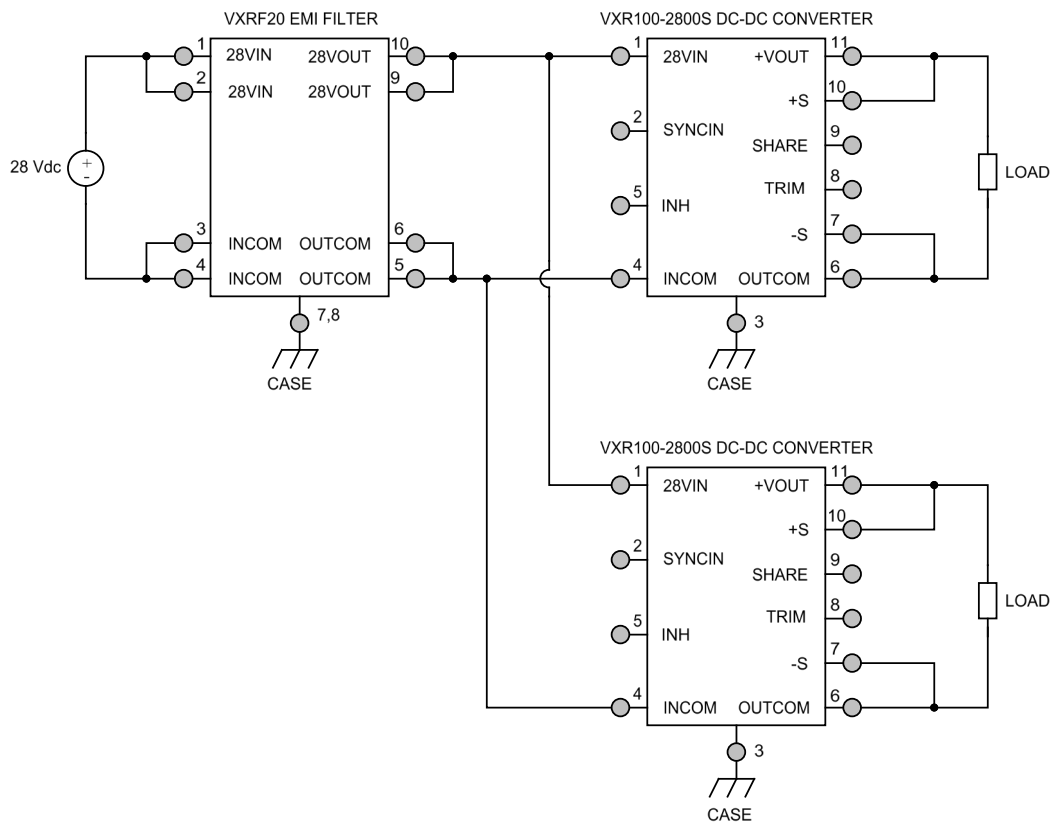 VXRF20 EMI FILTER
VXR100-2800S DC-DC CONVERTER
1 28VIN 28VOUT 10
2 28VIN 28VOUT 9
28 Vdc
+
-
3 INCOM OUTCOM 6
4 INCOM OUTCOM 5
7,8
CASE
1 28VIN +VOUT 11
+S 10
2 SYNCIN
SHARE 9
TRIM 8
5 INH
-S 7
4 INCOM OUTCOM 6
LOAD
3
CASE
VXR100-2800S DC-DC CONVERTER
1 28VIN +VOUT 11
+S 10
2 SYNCIN
SHARE 9
TRIM 8
5 INH
-S 7
4 INCOM OUTCOM 6
LOAD
3
CASE